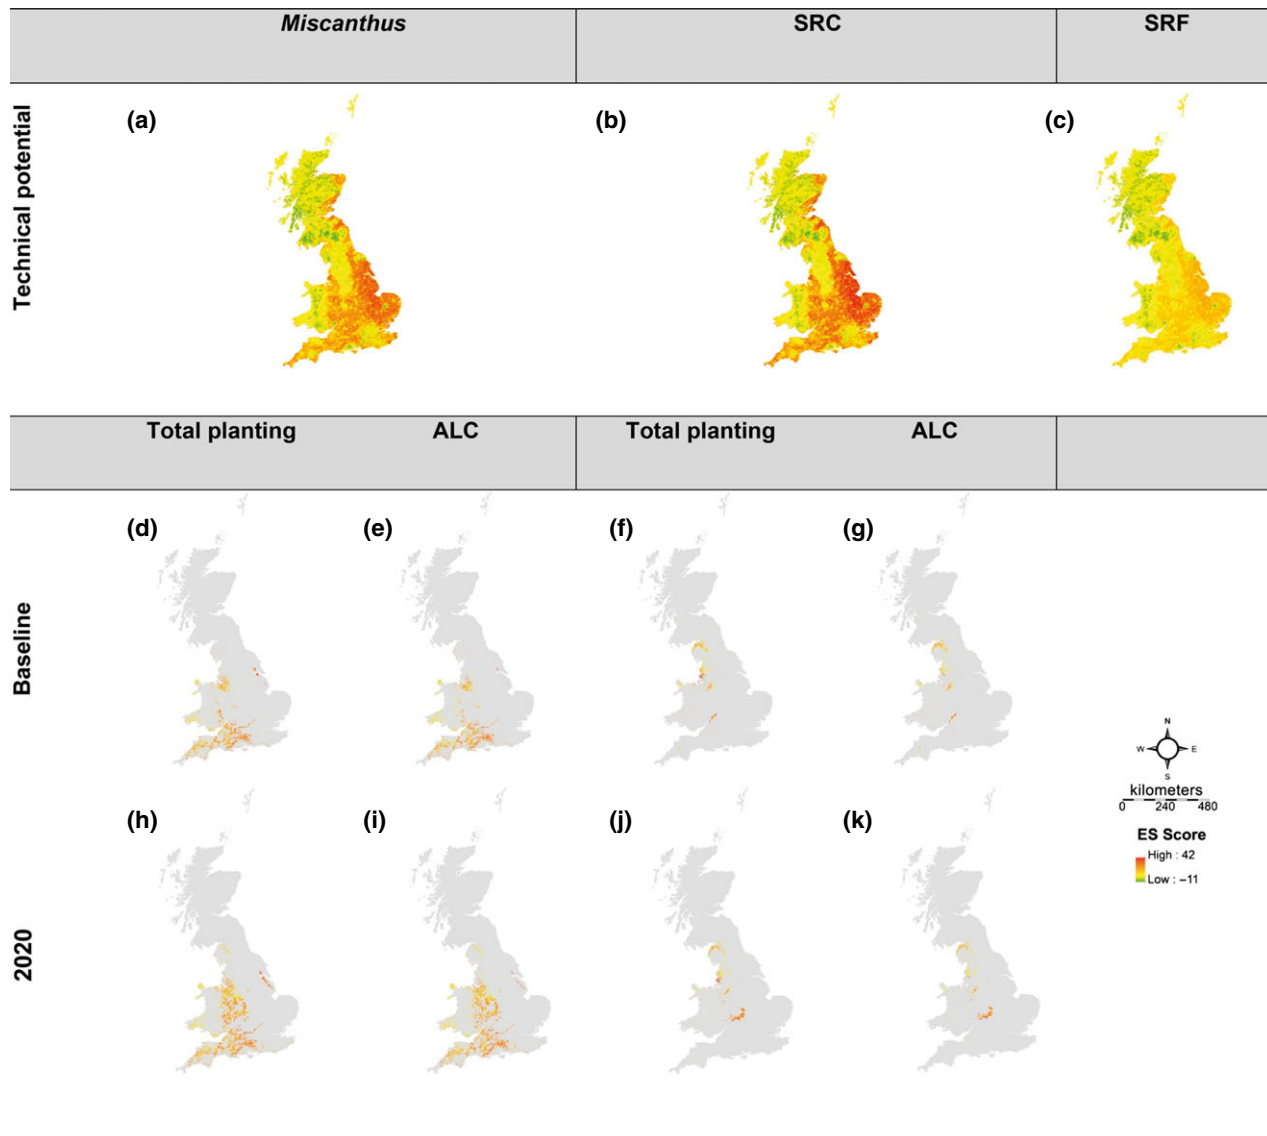 Miscanthus SRC SRF
Technical potential
(a) (b) (c)
Total planting ALC Total planting ALC
Baseline
(d) (e) (f) (g)
N
W E
S
kilometers
0 240 480
ES Score
High : 42
Low : –11
2020
(h) (i) (j) (k)